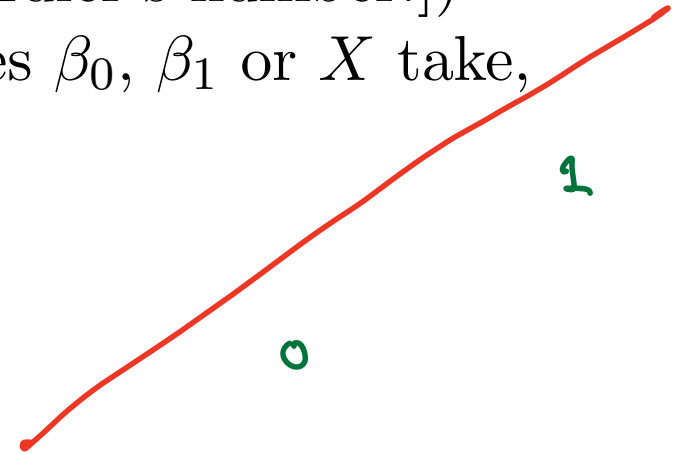 es β₀, β₁ or X take,
1
0